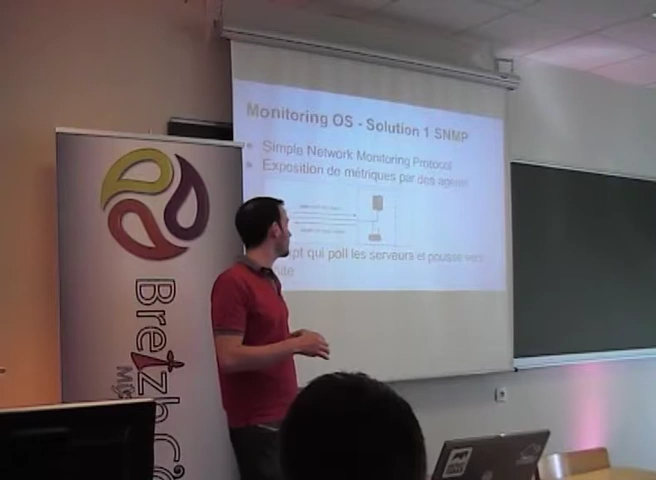 Monitoring OS - Solution 1 SNMP
Simple Network Monitoring Protocol
Exposition de métriques par des agents
pt qui poll les serveurs et pousse vers
ite
BreizhC